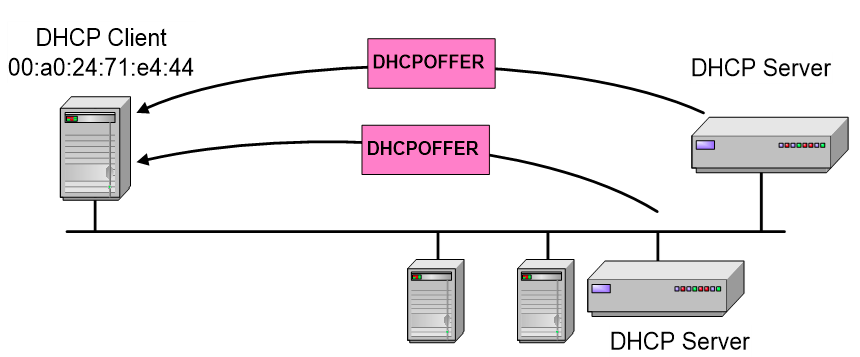 DHCP Client
00:a0:24:71:e4:44
DHCPOFFER
DHCP Server
DHCPOFFER
DHCP Server